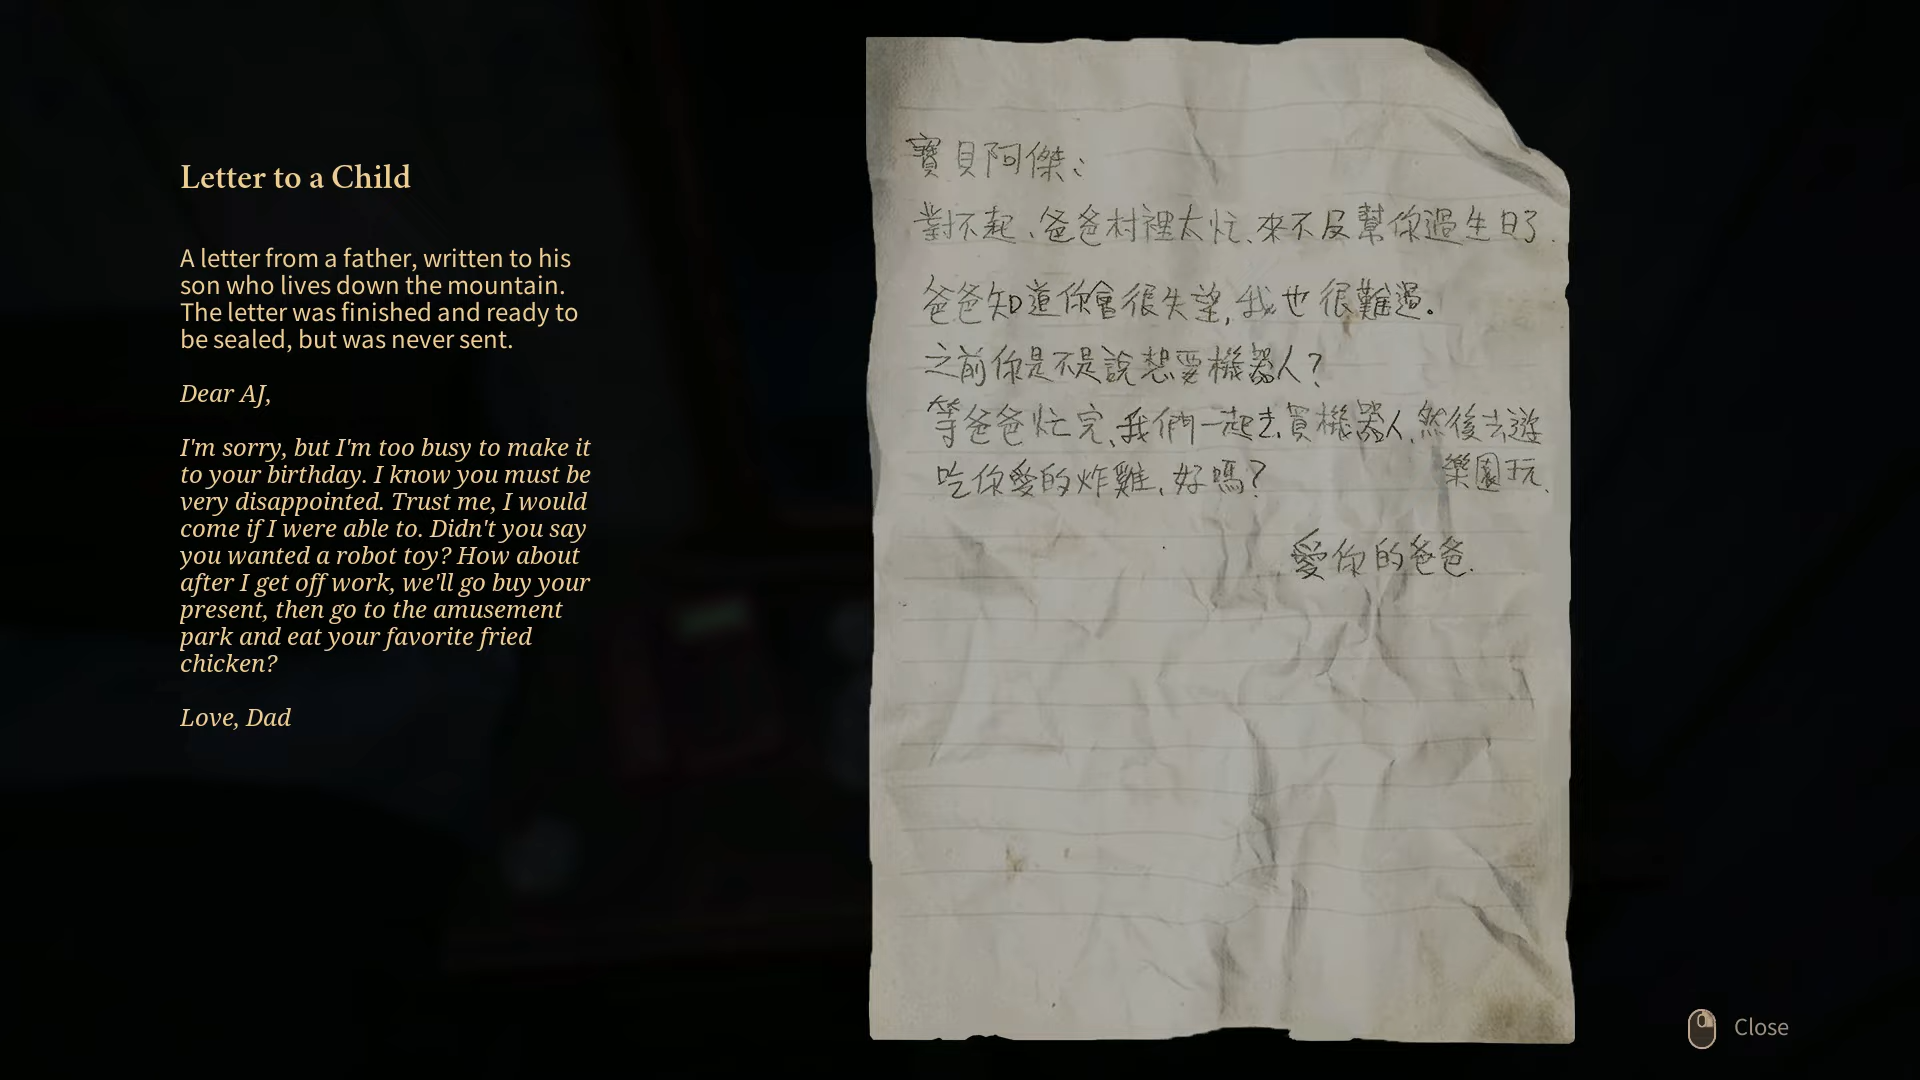 Letter to a Child
A letter from a father, written to his
son who lives down the mountain.
The letter was finished and ready to
be sealed, but was never sent.
Dear AJ,
I'm sorry, but I'm too busy to make it
to your birthday. I know you must be
very disappointed. Trust me, I would
come if I were able to. Didn't you say
you wanted a robot toy? How about
after I get off work, we'll go buy your
present, then go to the amusement
park and eat your favorite fried
chicken?
Love, Dad
寶貝阿傑:
對不起、爸爸村裡太忙、來不及幫你過生日了.
爸爸知道你會很失望,我也很難過.
之前你是不是說想要機器人?
等爸爸忙完、我們一起去買機器人、然後去遊
樂園玩、
吃你愛的炸雞、好嗎?
愛你的爸爸.
Close